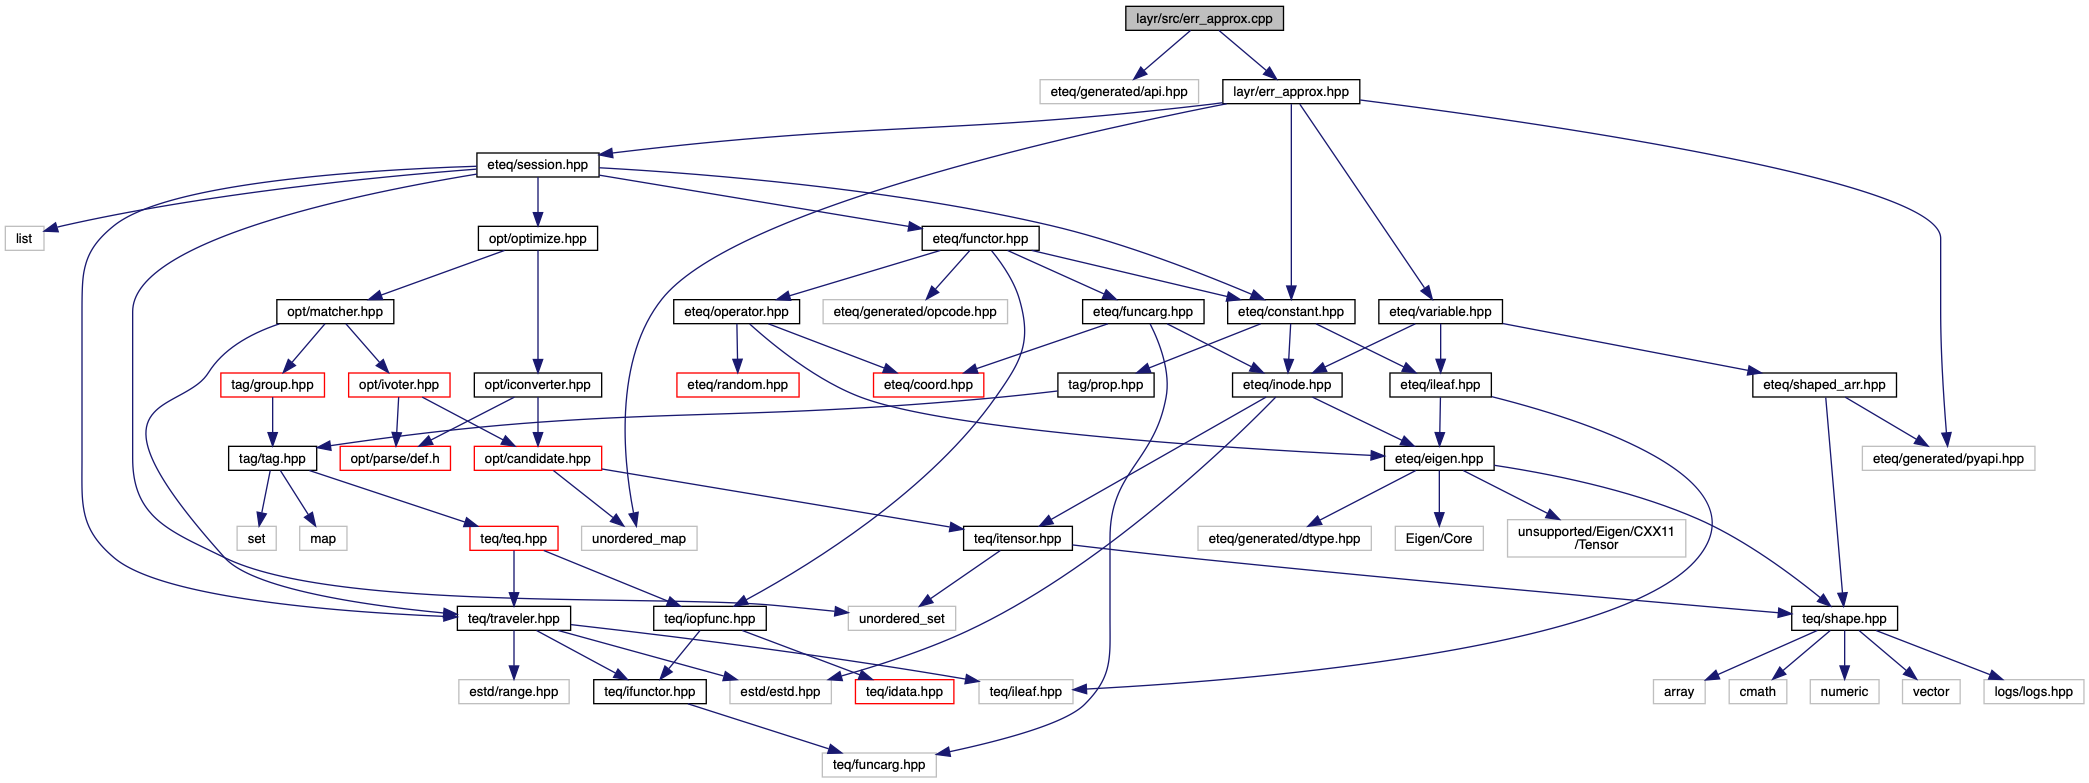 layr/src/err_approx.cpp
eteq/generated/api.hpp
layr/err_approx.hpp
eteq/session.hpp
list
opt/optimize.hpp
eteq/functor.hpp
opt/matcher.hpp
eteq/operator.hpp
eteq/generated/opcode.hpp
eteq/funcarg.hpp
eteq/constant.hpp
eteq/variable.hpp
tag/group.hpp
opt/ivoter.hpp
opt/iconverter.hpp
eteq/random.hpp
eteq/coord.hpp
tag/prop.hpp
eteq/inode.hpp
eteq/ileaf.hpp
eteq/shaped_arr.hpp
tag/tag.hpp
opt/parse/def.h
opt/candidate.hpp
eteq/eigen.hpp
eteq/generated/pyapi.hpp
set
map
teq/teq.hpp
unordered_map
teq/itensor.hpp
eteq/generated/dtype.hpp
Eigen/Core
unsupported/Eigen/CXX11
/Tensor
teq/traveler.hpp
teq/iopfunc.hpp
unordered_set
teq/shape.hpp
estd/range.hpp
teq/ifunctor.hpp
estd/estd.hpp
teq/idata.hpp
teq/ileaf.hpp
array
cmath
numeric
vector
logs/logs.hpp
teq/funcarg.hpp